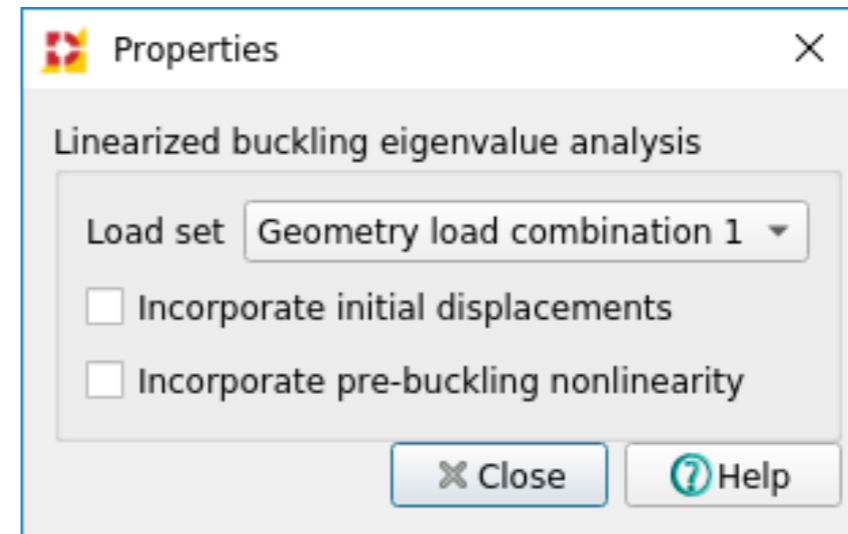 Properties
Linearized buckling eigenvalue analysis
Load set Geometry load combination 1
Incorporate initial displacements
Incorporate pre-buckling nonlinearity
Close Help